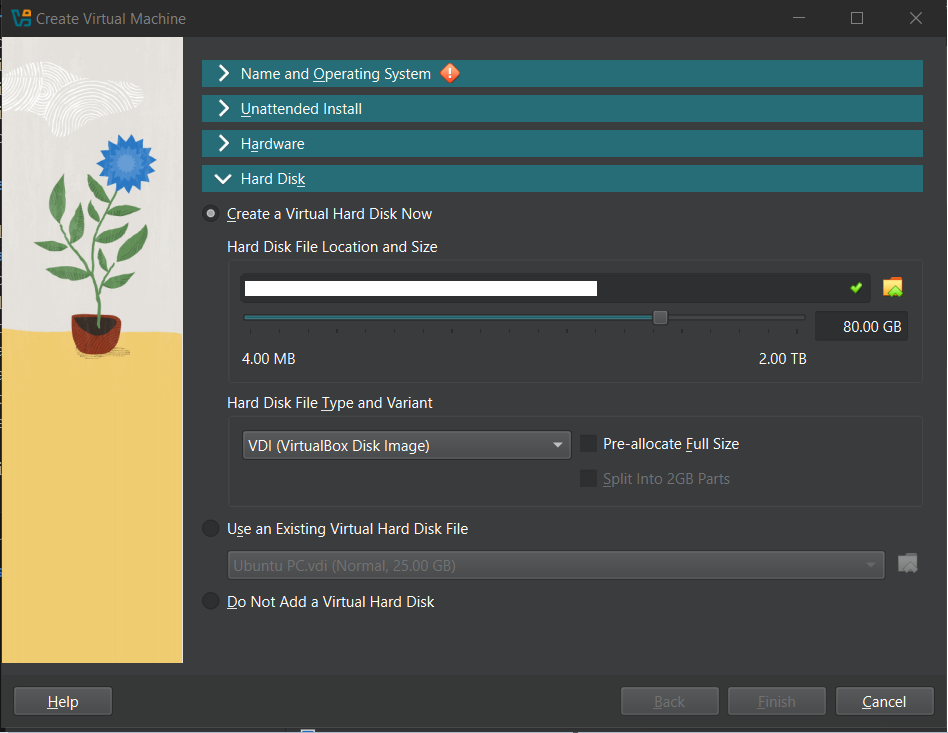 Create Virtual Machine
Name and Operating System
Unattended Install
Hardware
Hard Disk
Create a Virtual Hard Disk Now
Hard Disk File Location and Size
80.00 GB
4.00 MB 2.00 TB
Hard Disk File Type and Variant
VDI (VirtualBox Disk Image) Pre-allocate Full Size
Split Into 2GB Parts
Use an Existing Virtual Hard Disk File
Ubuntu PC.vdi (Normal, 25.00 GB)
Do Not Add a Virtual Hard Disk
Help Back Finish Cancel